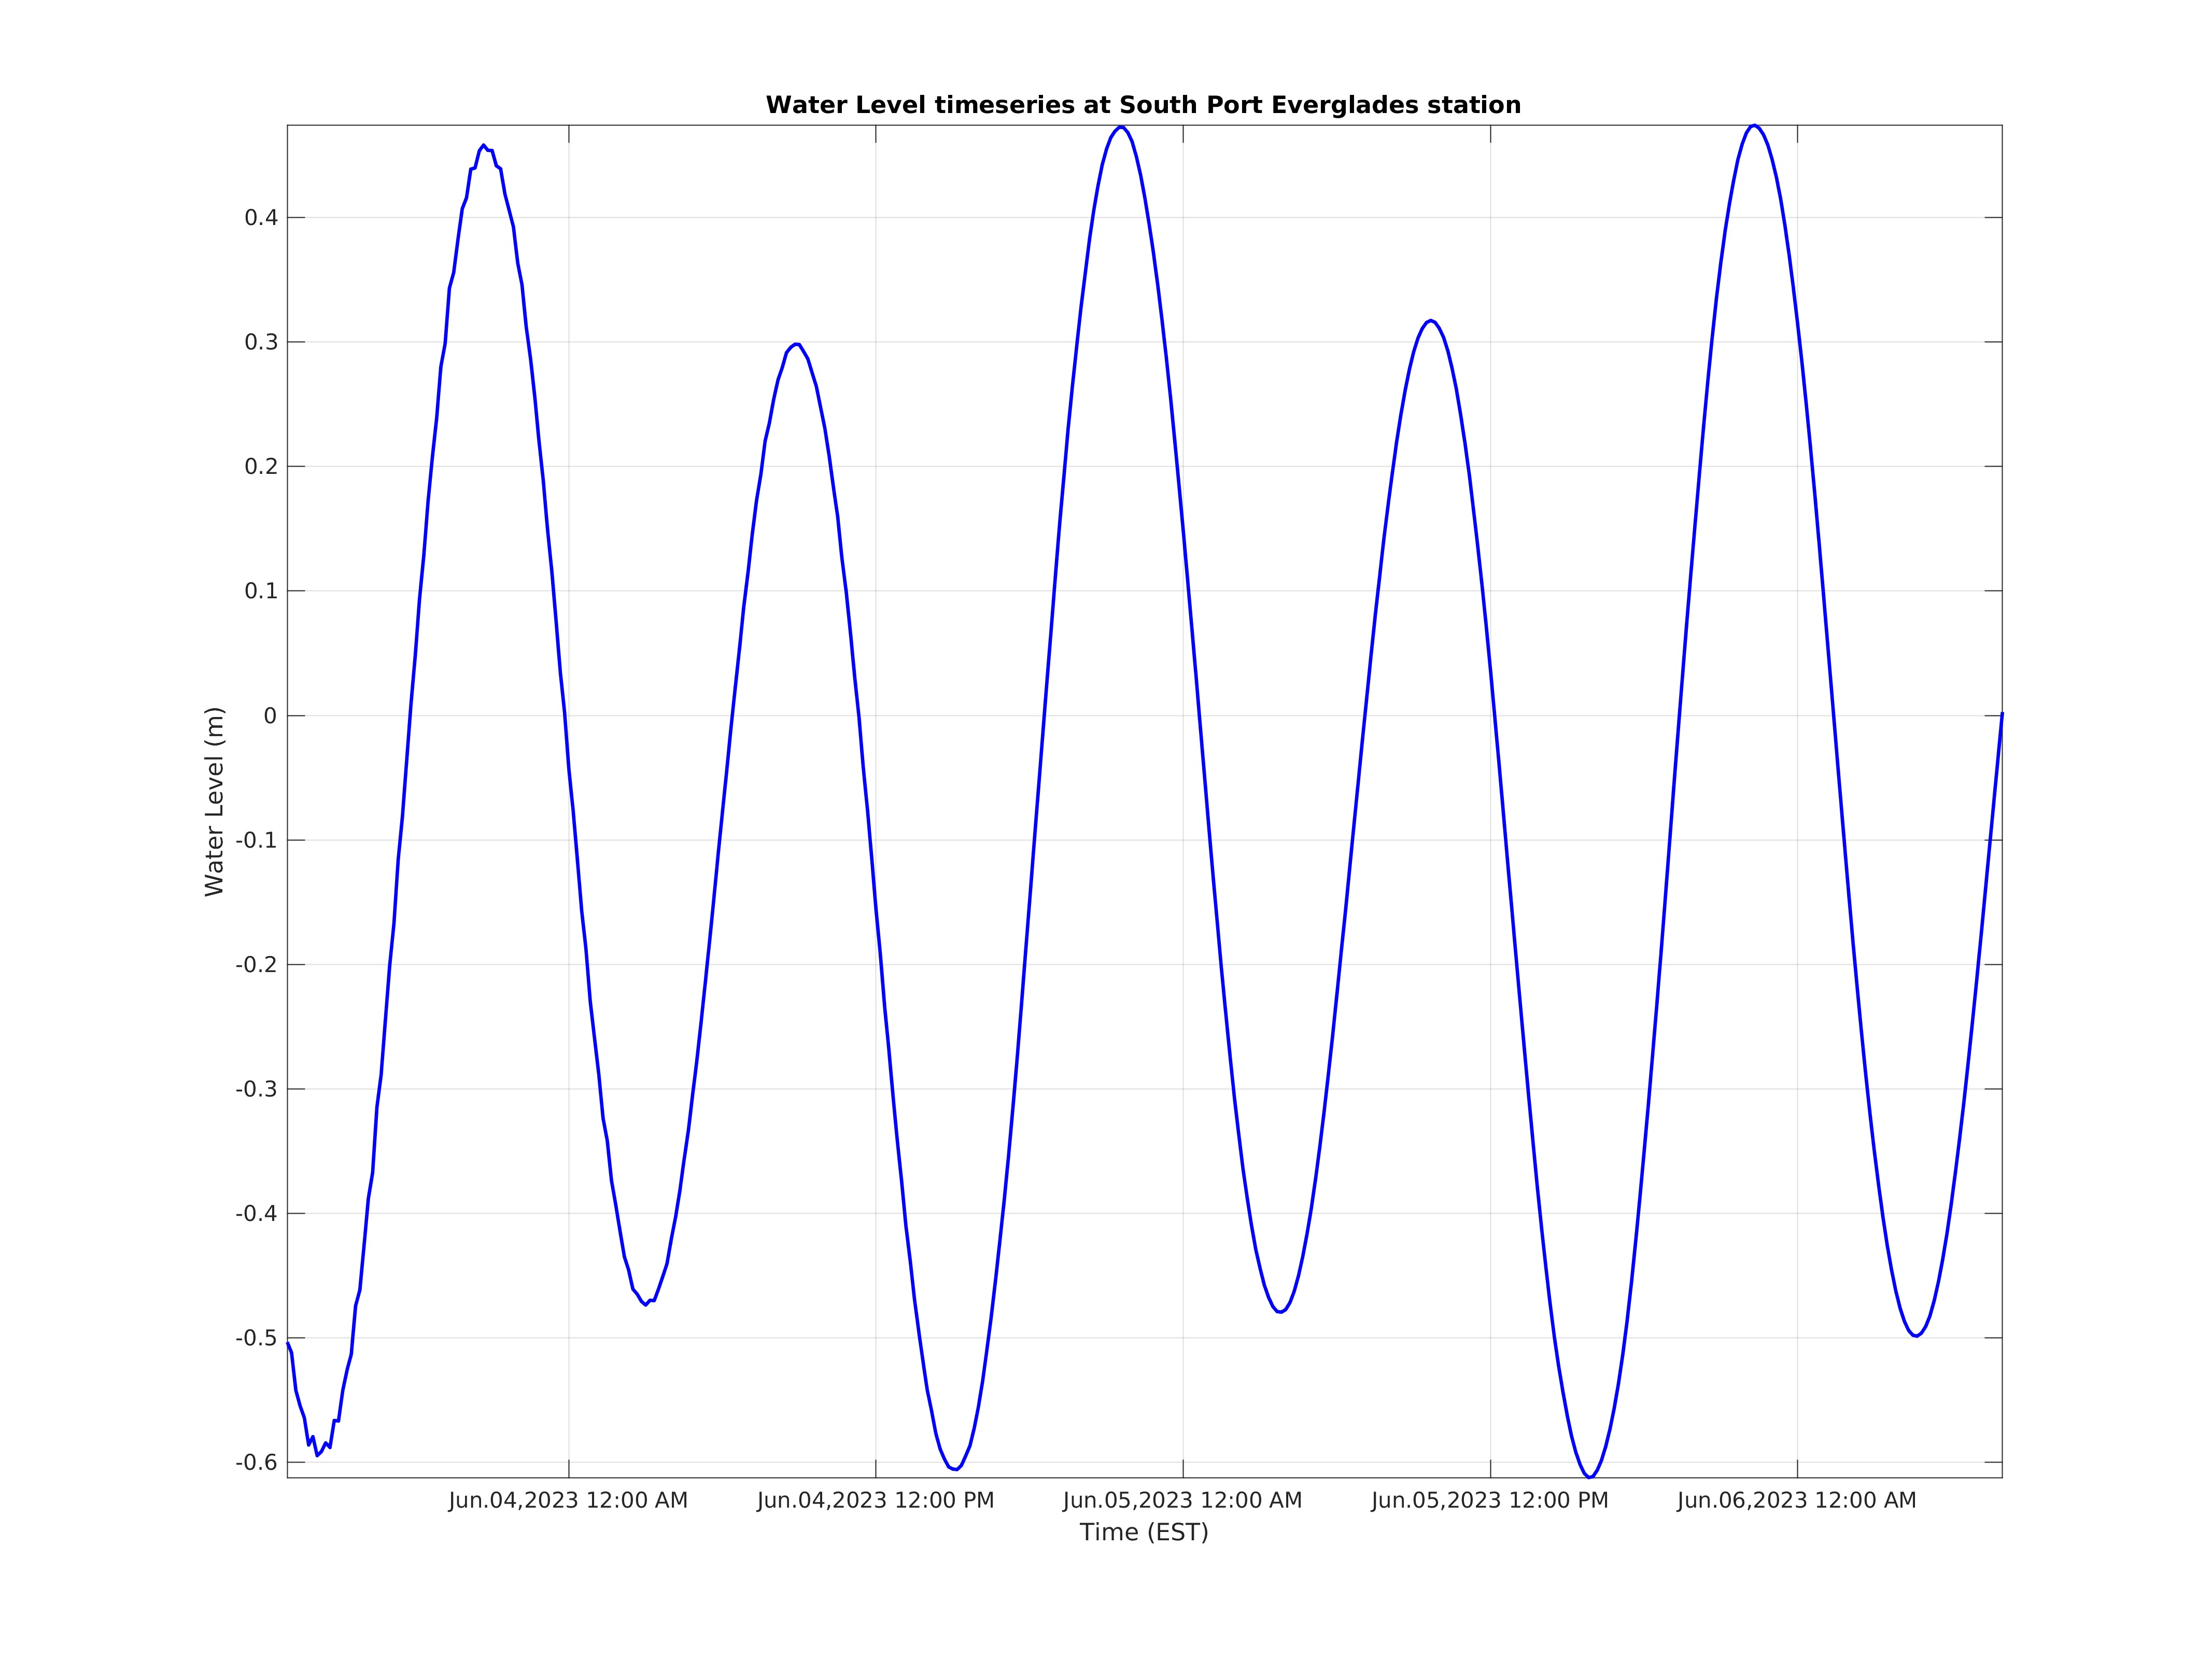 Water Level timeseries at South Port Everglades station
0.4
0.3
0.2
0.1
0
-0.1
-0.2
-0.3
-0.4
-0.5
-0.6
Water Level (m)
Jun.04,2023 12:00 AM
Jun.04,2023 12:00 PM
Jun.05,2023 12:00 AM
Jun.05,2023 12:00 PM
Jun.06,2023 12:00 AM
Time (EST)